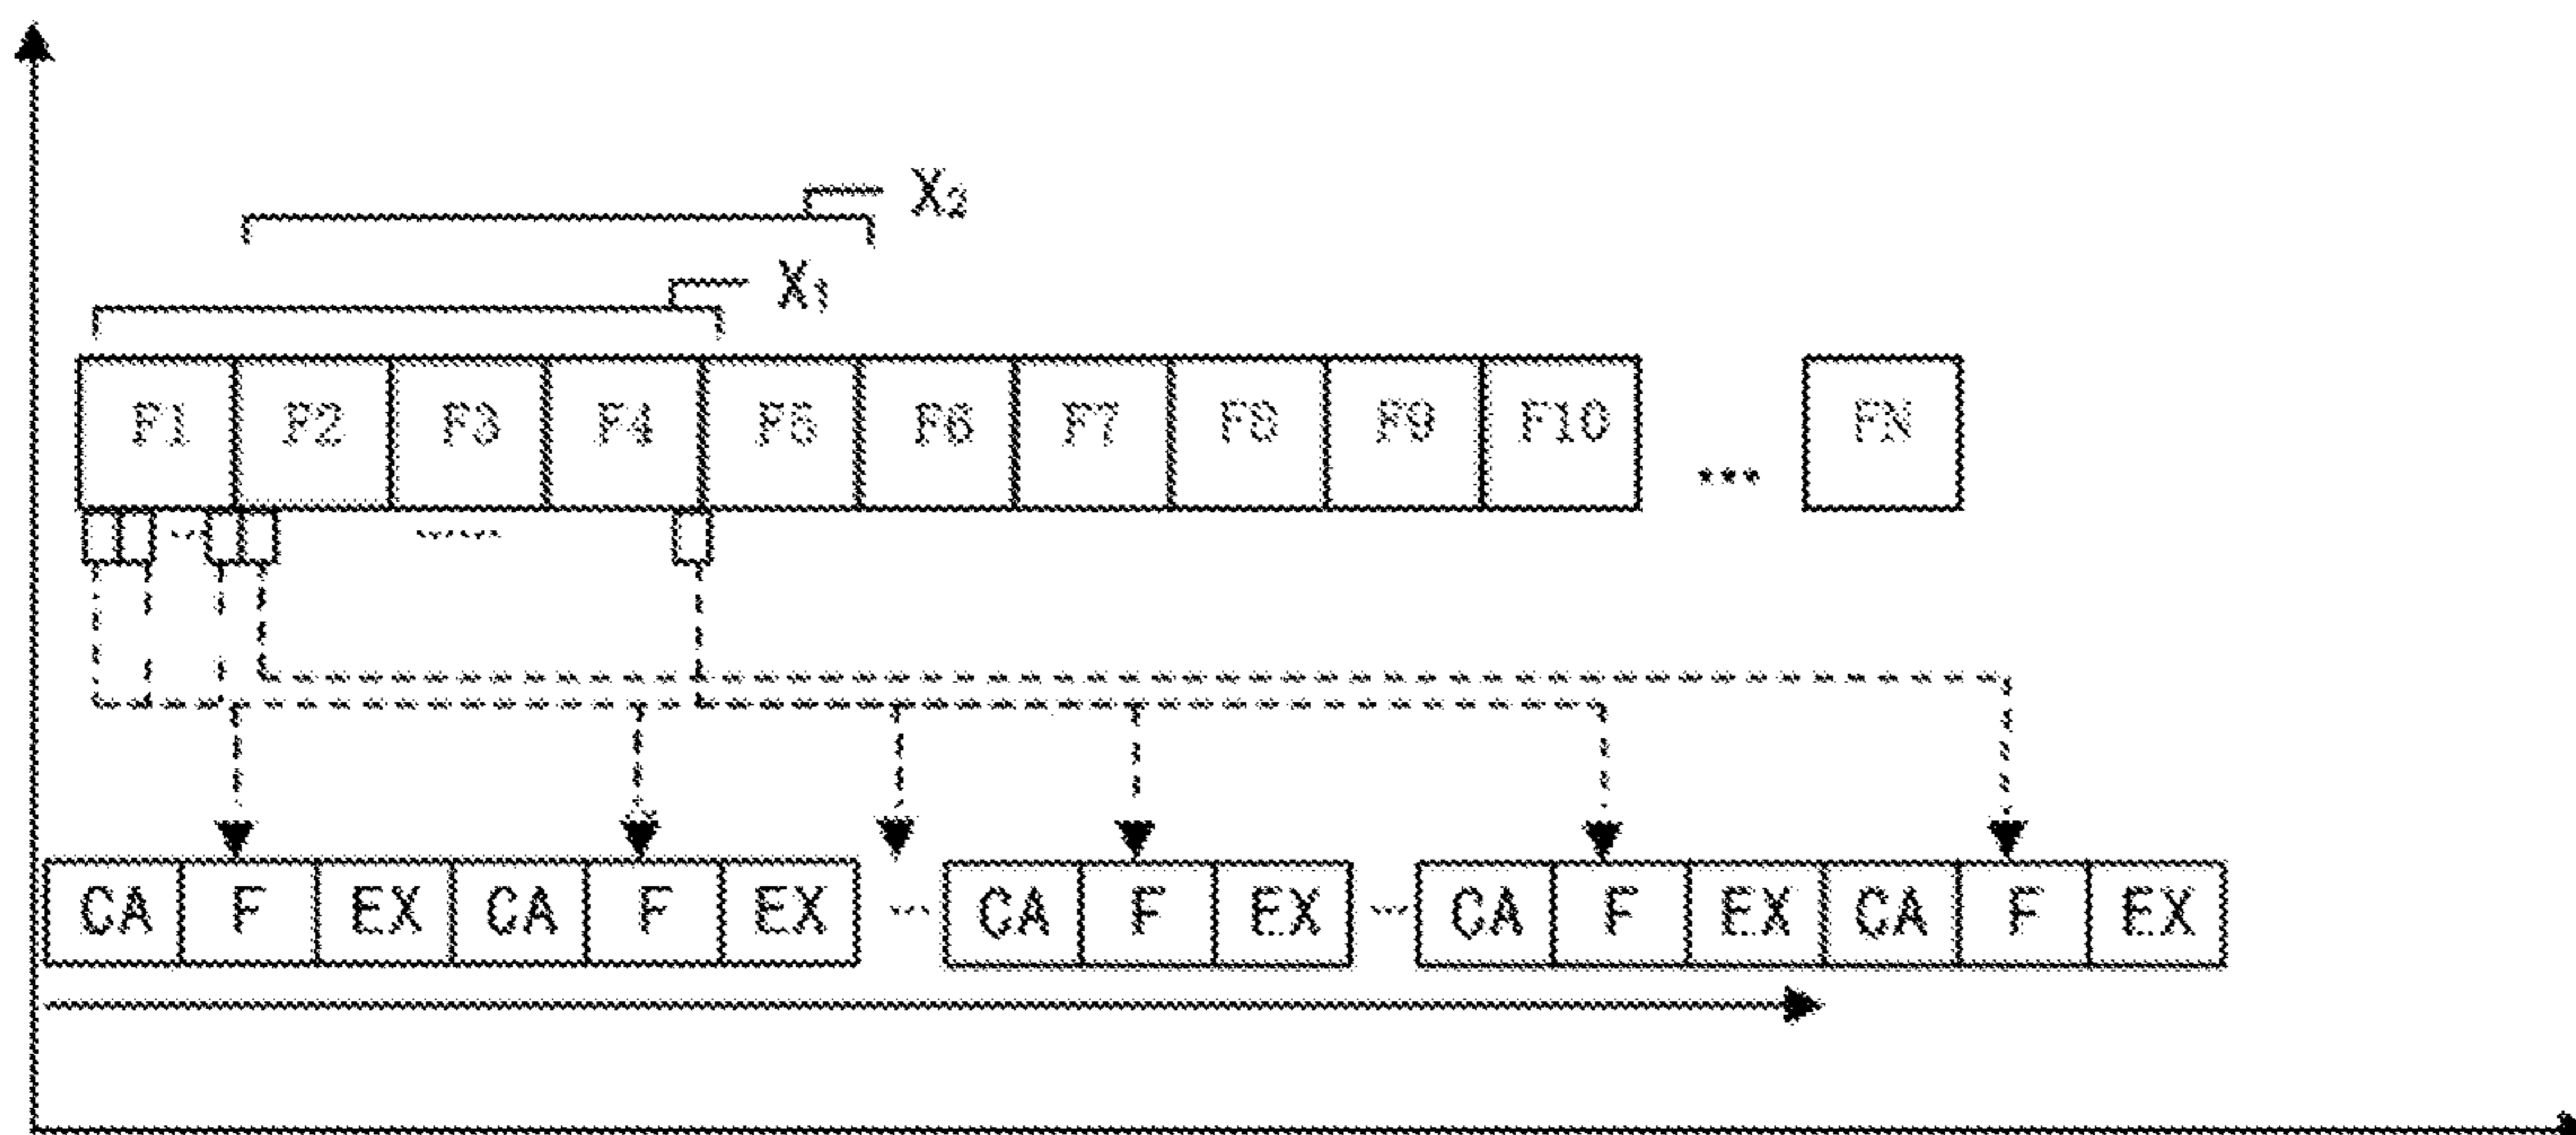 X₂
X₁
F1 F2 F3 F4 F5 F6 F7 F8 F9 F10 ... FN
CA F EX CA F EX ... CA F EX ... CA F EX CA F EX